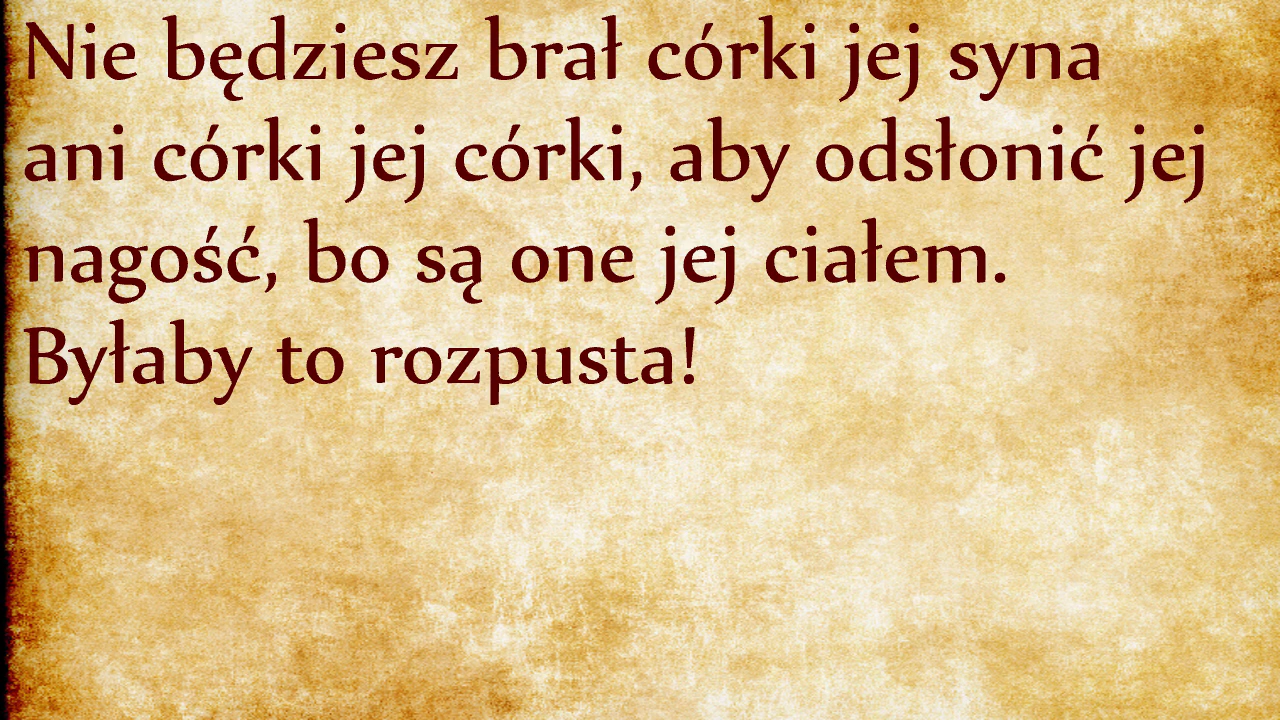 Nie będziesz brał córki jej syna
ani córki jej córki, aby odsłonić jej
nagość, bo są one jej ciałem.
Byłaby to rozpusta!